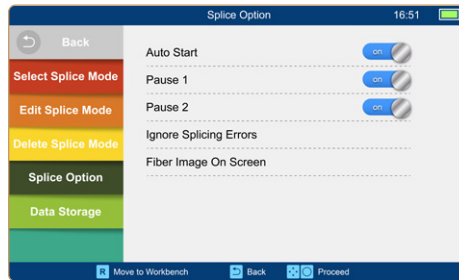 Splice Option
16:51
Back
Select Splice Mode
Edit Splice Mode
Delete Splice Mode
Splice Option
Data Storage
Auto Start
on
Pause 1
on
Pause 2
on
Ignore Splicing Errors
Fiber Image On Screen
R Move to Workbench
Back
Proceed